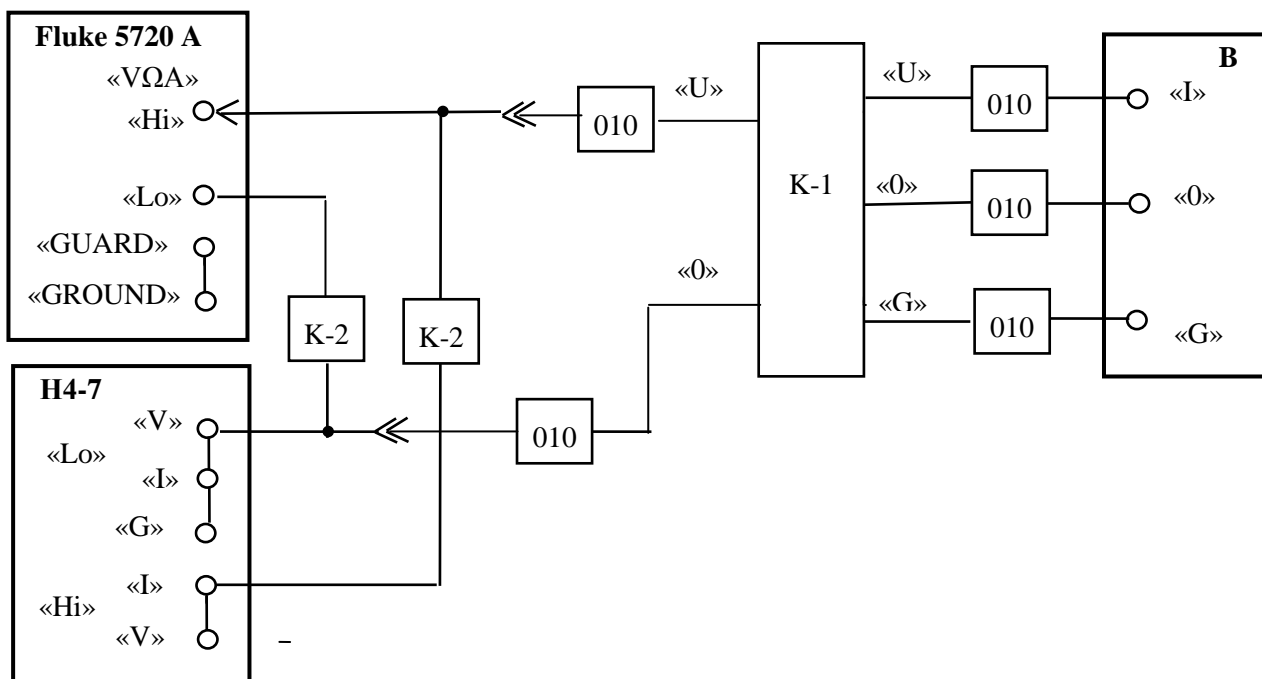 Fluke 5720 A
«VΩA»
«Hi»
«Lo»
«GUARD»
«GROUND»
H4-7
«V»
«Lo»
«I»
«G»
«I»
«Hi»
«V»
–
K-2
K-2
010
«U»
010
«0»
K-1
«U»
010
«0»
010
«G»
010
B
«I»
«0»
«G»